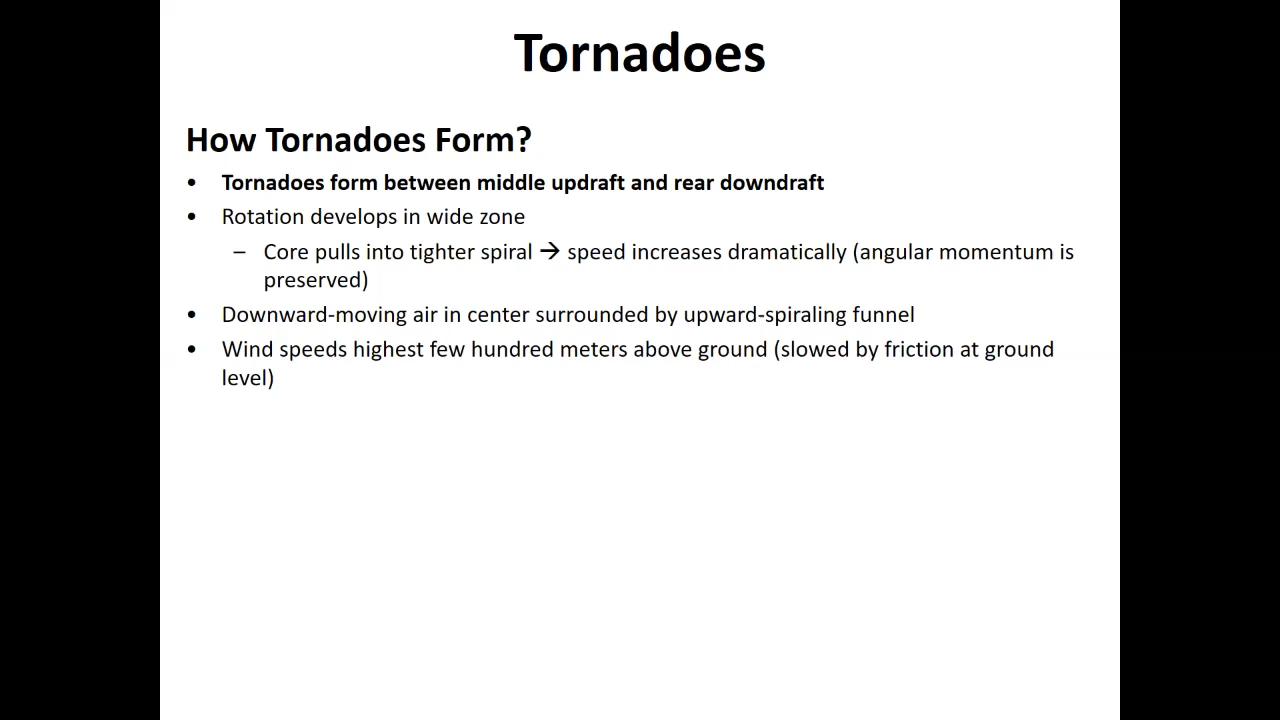 Tornadoes
How Tornadoes Form?
• Tornadoes form between middle updraft and rear downdraft
• Rotation develops in wide zone
– Core pulls into tighter spiral → speed increases dramatically (angular momentum is
preserved)
• Downward-moving air in center surrounded by upward-spiraling funnel
• Wind speeds highest few hundred meters above ground (slowed by friction at ground
level)